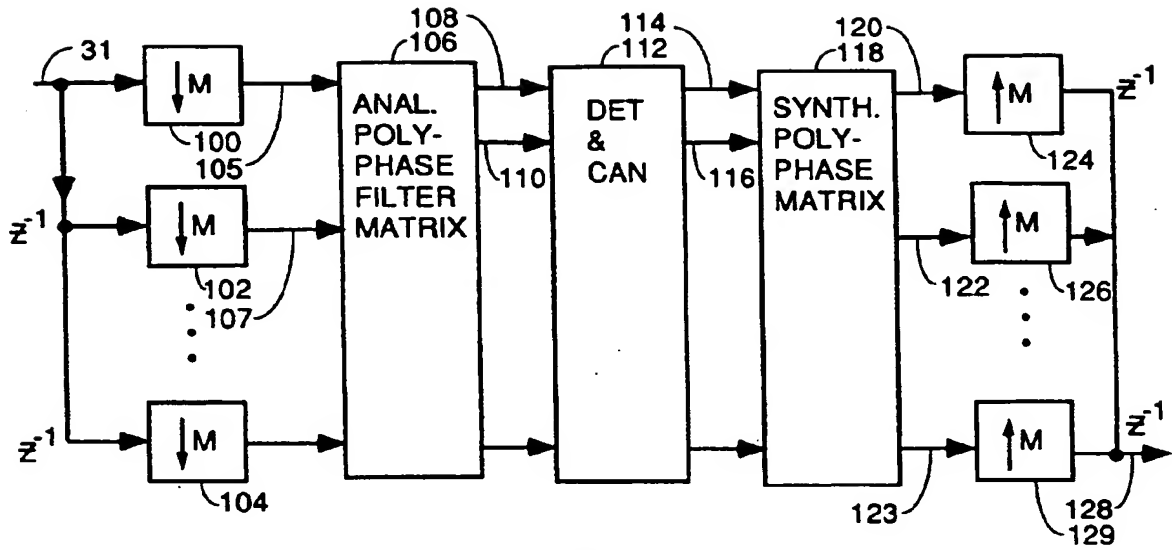 31
↓M
100
105
z̄⁻¹
↓M
102
107
z̄⁻¹
↓M
104
108
106
ANAL.
POLY-
PHASE
FILTER
MATRIX
110
114
112
DET
&
CAN
116
120
118
SYNTH.
POLY-
PHASE
MATRIX
122
123
↑M
z̄⁻¹
124
↑M
126
↑M
z̄⁻¹
128
129